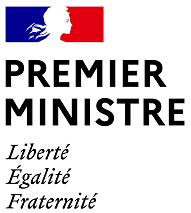 PREMIER
MINISTRE
Liberté
Égalité
Fraternité